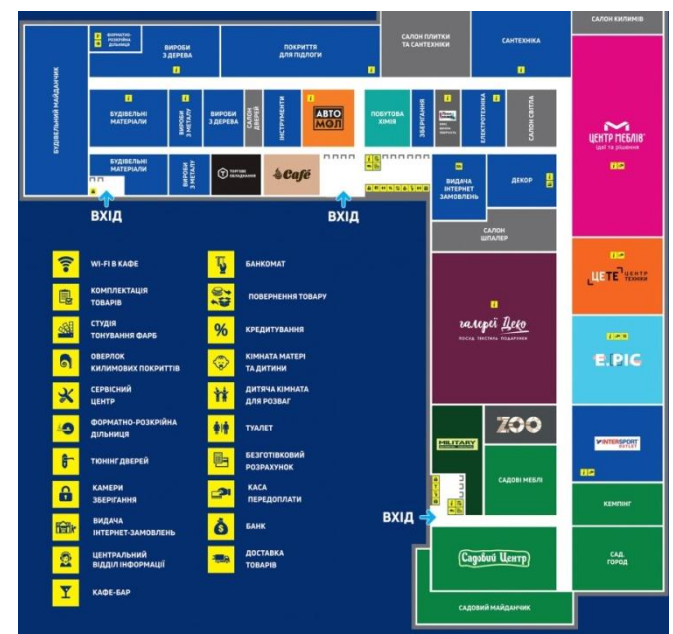 САЛОН КИЛИМІВ
ФОРМАТНО-
РОЗКРІЙНА
ДІЛЬНИЦЯ
ВИРОБИ
З ДЕРЕВА
ПОКРИТТЯ
ДЛЯ ПІДЛОГИ
САЛОН ПЛИТКИ
ТА САНТЕХНІКИ
САНТЕХНІКА
БУДІВЕЛЬНИЙ МАЙДАНЧИК
БУДІВЕЛЬНІ
МАТЕРІАЛИ
ВИРОБИ
З МЕТАЛУ
ВИРОБИ
З ДЕРЕВА
САЛОН
ДВЕРЕЙ
ІНСТРУМЕНТИ
АВТО
МОЛ
ПОБУТОВА
ХІМІЯ
ЗБЕРІГАННЯ
ЕЛЕКТРОТЕХНІКА
САЛОН СВІТЛА
ЦЕНТР МЕБЛІВ
ідеї та рішення
БУДІВЕЛЬНІ
МАТЕРІАЛИ
ВИРОБИ
З МЕТАЛУ
ТОРГОВЕ
ОБЛАДНАННЯ
Café
ВИДАЧА
ІНТЕРНЕТ
ЗАМОВЛЕНЬ
ДЕКОР
ВХІД
ВХІД
САЛОН
ШПАЛЕР
ЦЕТЕ ЦЕНТР
ТЕХНІКИ
галереї Деко
ПОСУД ТЕКСТИЛЬ ПОДАРУНКИ
E.PIC
MILITARY
ZOO
САДОВІ МЕБЛІ
INTERSPORT
OUTLET
КЕМПІНГ
ВХІД
Садовий Центр
САД.
ГОРОД
САДОВИЙ МАЙДАНЧИК
WI-FI В КАФЕ
КОМПЛЕКТАЦІЯ
ТОВАРІВ
СТУДІЯ
ТОНУВАННЯ ФАРБ
ОВЕРЛОК
КИЛИМОВИХ ПОКРИТТІВ
СЕРВІСНИЙ
ЦЕНТР
ФОРМАТНО-РОЗКРІЙНА
ДІЛЬНИЦЯ
ТЮНІНГ ДВЕРЕЙ
КАМЕРИ
ЗБЕРІГАННЯ
ВИДАЧА
ІНТЕРНЕТ-ЗАМОВЛЕНЬ
ЦЕНТРАЛЬНИЙ
ВІДДІЛ ІНФОРМАЦІЇ
КАФЕ-БАР
БАНКОМАТ
ПОВЕРНЕННЯ ТОВАРУ
%
КРЕДИТУВАННЯ
КІМНАТА МАТЕРІ
ТА ДИТИНИ
ДИТЯЧА КІМНАТА
ДЛЯ РОЗВАГ
ТУАЛЕТ
БЕЗГОТІВКОВИЙ
РОЗРАХУНОК
КАСА
ПЕРЕДОПЛАТИ
БАНК
ДОСТАВКА
ТОВАРІВ